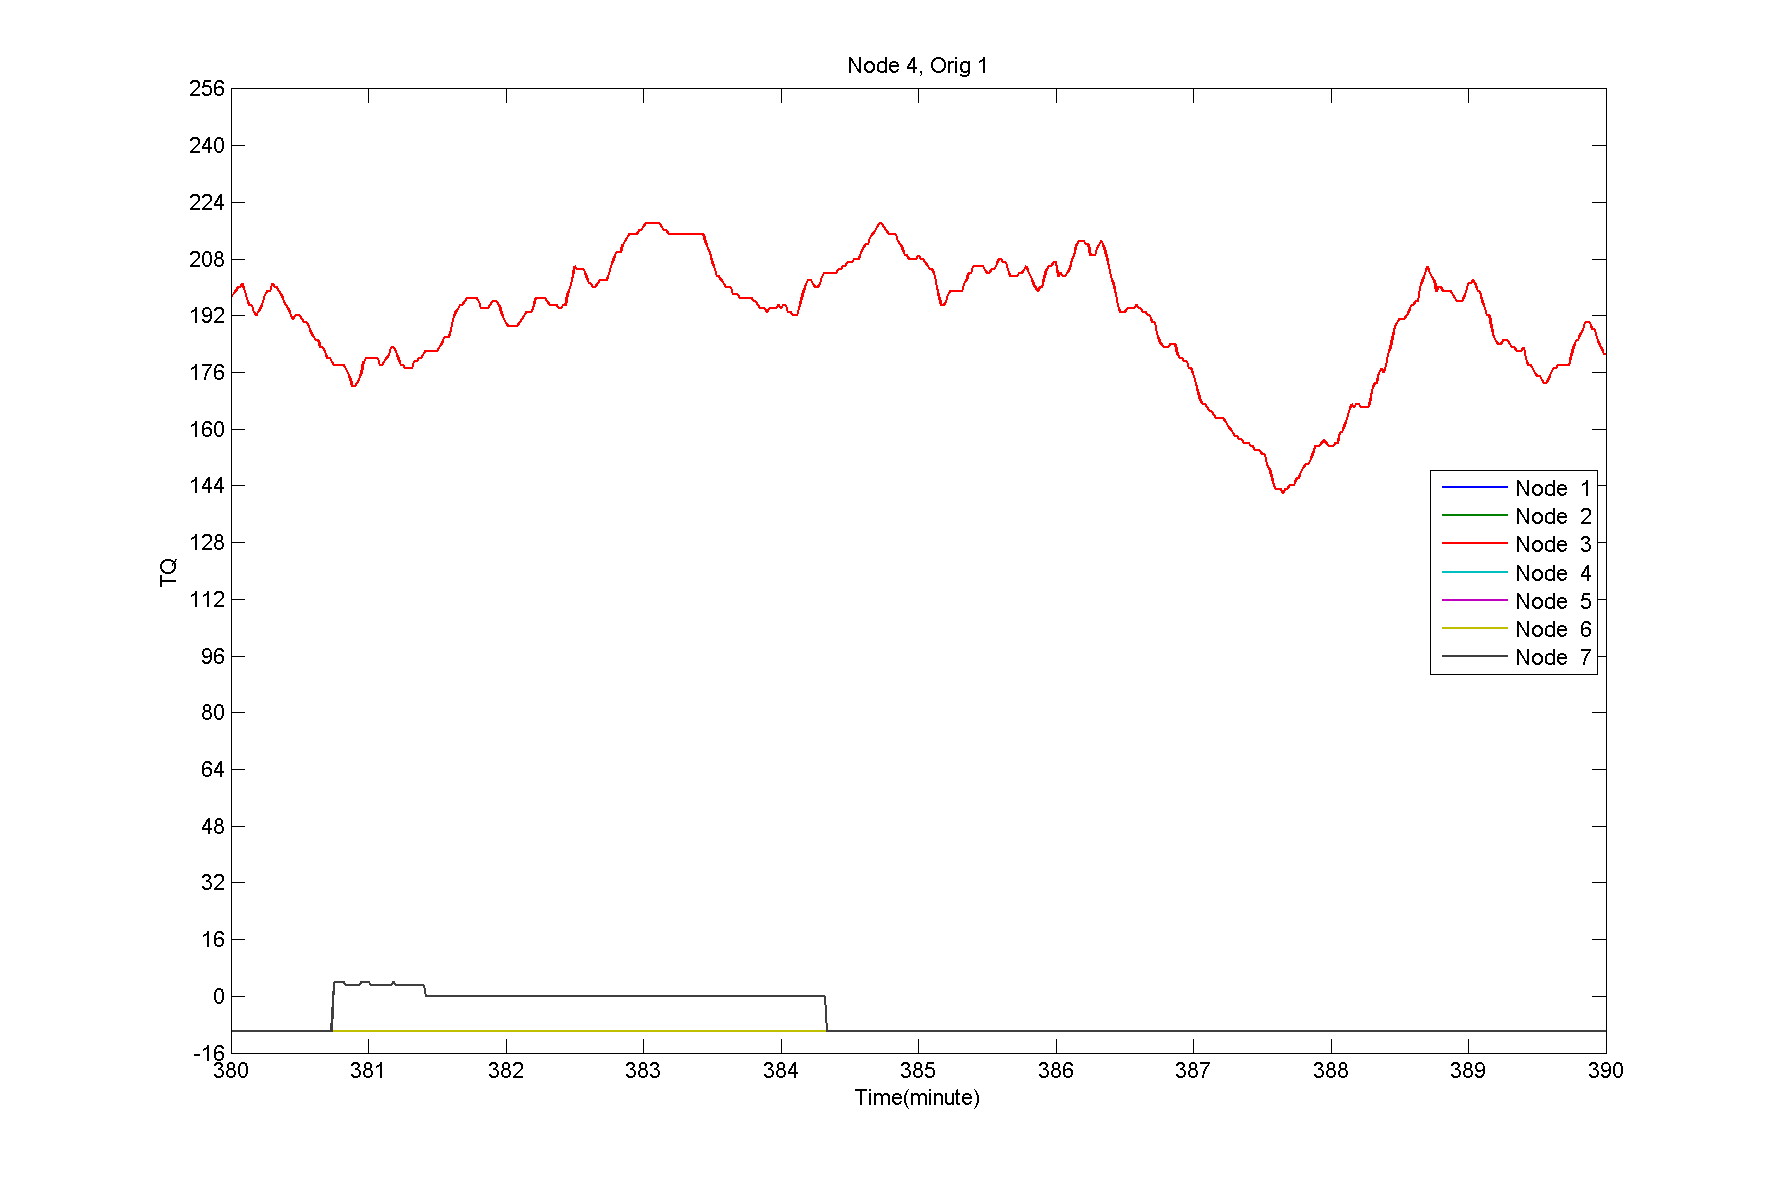 Node 4, Orig 1
256
240
224
208
192
176
160
144
128
112
96
80
64
48
32
16
0
-16
TQ
Node 1
Node 2
Node 3
Node 4
Node 5
Node 6
Node 7
380 381 382 383 384 385 386 387 388 389 390
Time(minute)